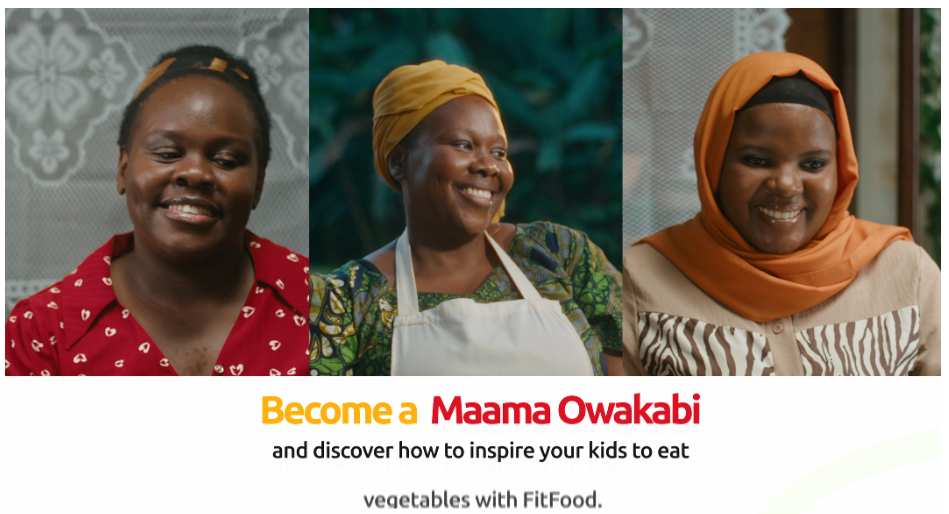 Become a Maama Owakabi
and discover how to inspire your kids to eat
vegetables with FitFood.